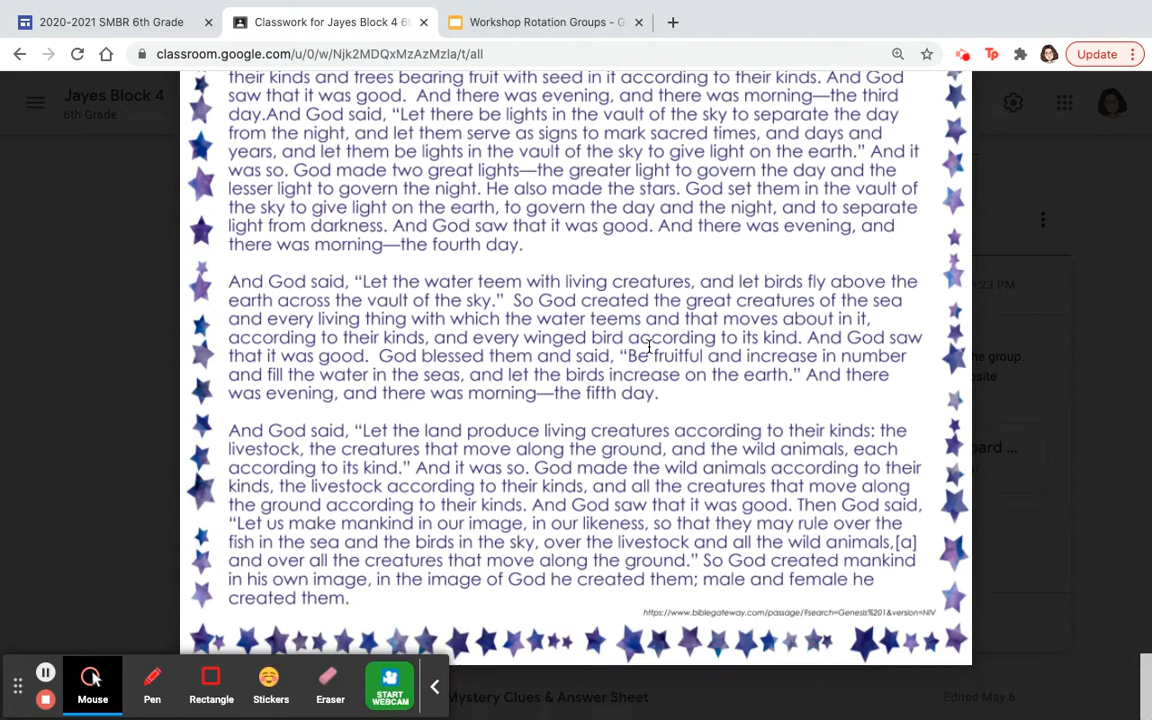 2020-2021 SMBR 6th Grade
Classwork for Jayes Block 4 6
Workshop Rotation Groups - G
classroom.google.com/u/0/w/Njk2MDQxMzAzMzla/t/all
Update
Jayes Block 4
6th Grade
their kinds and trees bearing fruit with seed in it according to their kinds. And God
saw that it was good. And there was evening, and there was morning—the third
day.And God said, “Let there be lights in the vault of the sky to separate the day
from the night, and let them serve as signs to mark sacred times, and days and
years, and let them be lights in the vault of the sky to give light on the earth.” And it
was so. God made two great lights—the greater light to govern the day and the
lesser light to govern the night. He also made the stars. God set them in the vault of
the sky to give light on the earth, to govern the day and the night, and to separate
light from darkness. And God saw that it was good. And there was evening, and
there was morning—the fourth day.
And God said, “Let the water teem with living creatures, and let birds fly above the
earth across the vault of the sky.” So God created the great creatures of the sea
and every living thing with which the water teems and that moves about in it,
according to their kinds, and every winged bird according to its kind. And God saw
that it was good. God blessed them and said, “Be fruitful and increase in number
and fill the water in the seas, and let the birds increase on the earth.” And there
was evening, and there was morning—the fifth day.
And God said, “Let the land produce living creatures according to their kinds: the
livestock, the creatures that move along the ground, and the wild animals, each
according to its kind.” And it was so. God made the wild animals according to their
kinds, the livestock according to their kinds, and all the creatures that move along
the ground according to their kinds. And God saw that it was good. Then God said,
“Let us make mankind in our image, in our likeness, so that they may rule over the
fish in the sea and the birds in the sky, over the livestock and all the wild animals,[a]
and over all the creatures that move along the ground.” So God created mankind
in his own image, in the image of God he created them; male and female he
created them.
https://www.biblegateway.com/passage/?search=Genesis%201&version=NIV
:23 PM
the group.
osite
oard ...
Mystery Clues & Answer Sheet
Edited May 6
Mouse
Pen
Rectangle
Stickers
Eraser
START
WEBCAM